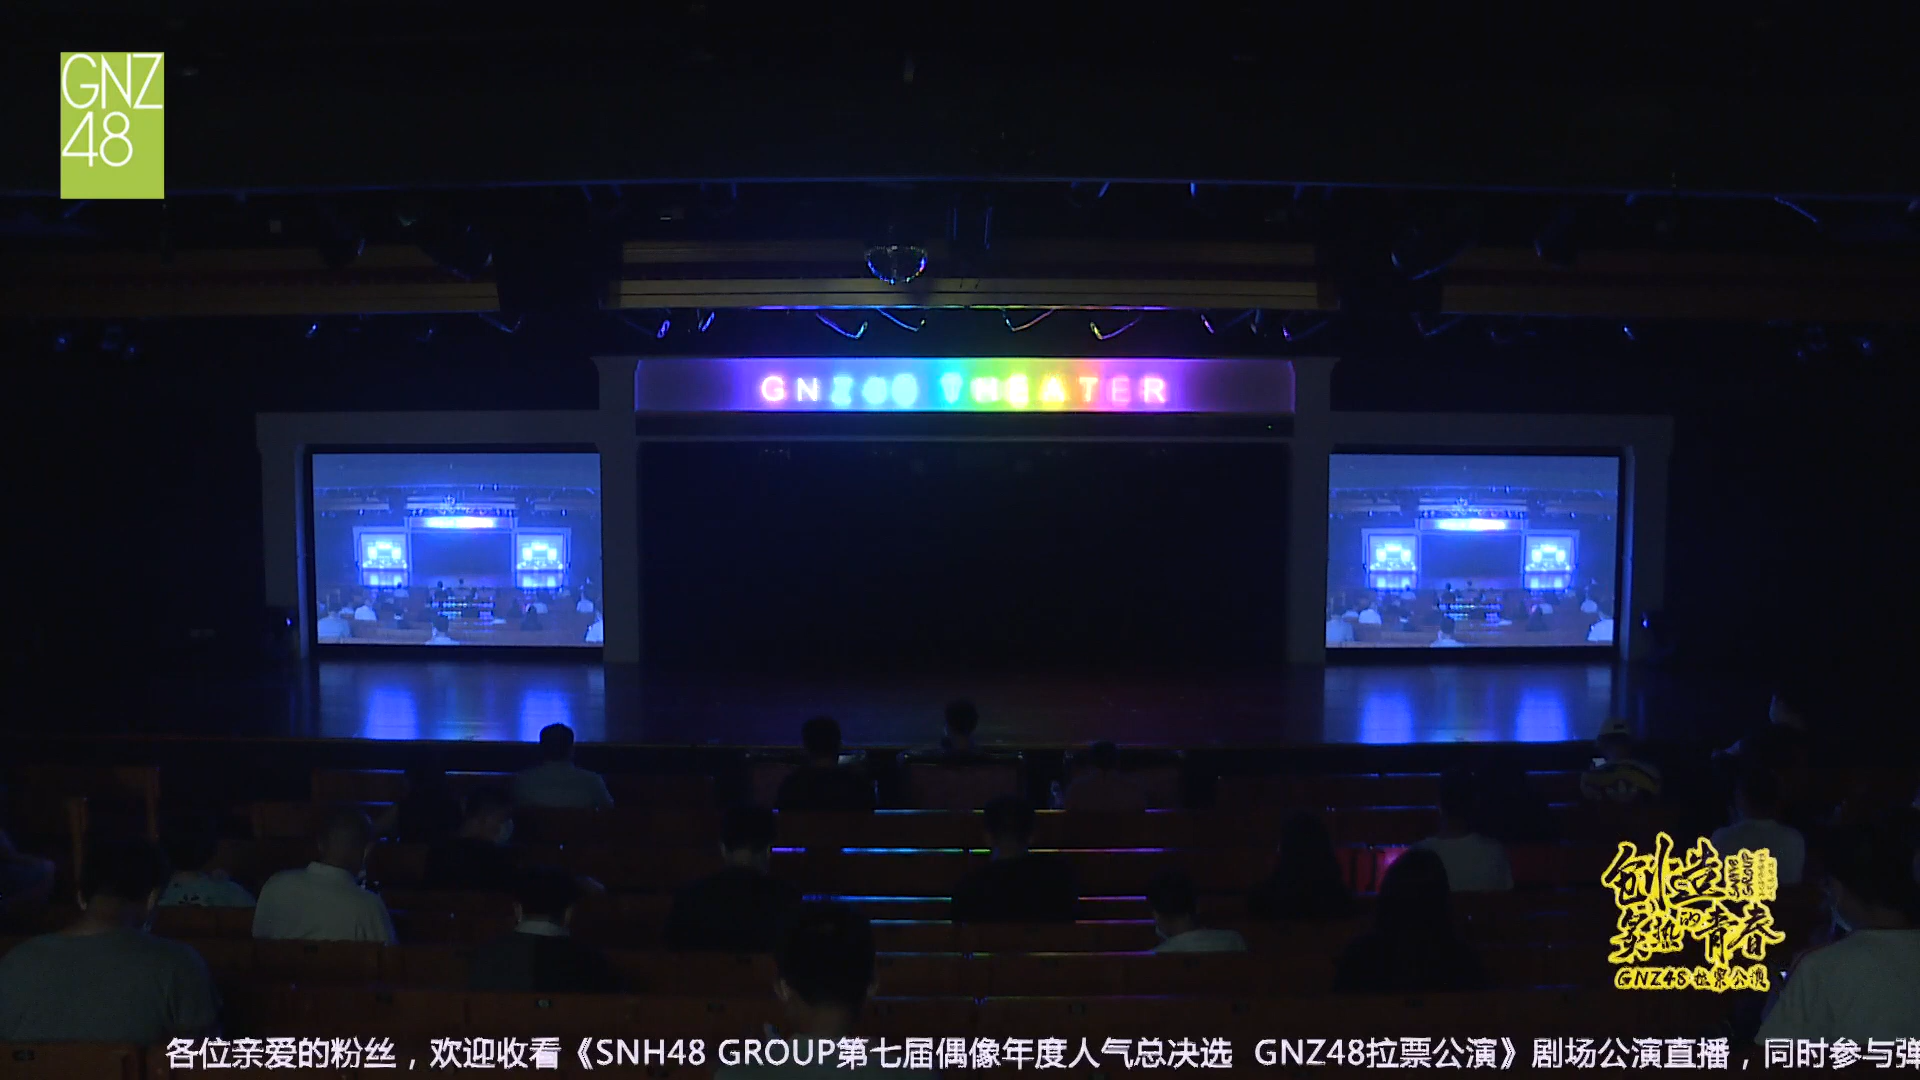 GNZ
48
GNZ48 THEATER
创造
炙热的青春
GNZ48拉票公演
各位亲爱的粉丝，欢迎收看《SNH48 GROUP第七届偶像年度人气总决选 GNZ48拉票公演》剧场公演直播，同时参与弹